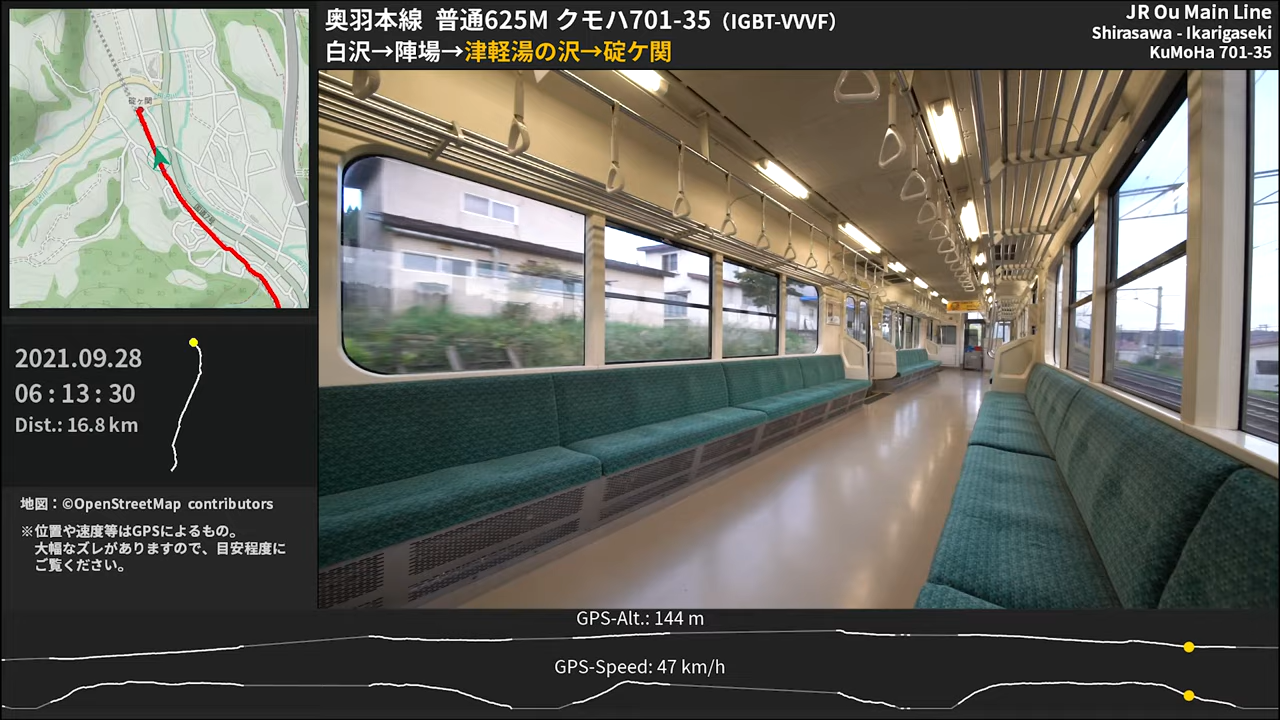 奥羽本線 普通625M クモハ701-35（IGBT-VVVF）
白沢→陣場→津軽湯の沢→碇ケ関
JR Ou Main Line
Shirasawa - Ikarigaseki
KuMoHa 701-35
碇ヶ関
2021.09.28
06:13:30
Dist.: 16.8 km
地図：©OpenStreetMap contributors
※位置や速度等はGPSによるもの。
大幅なズレがありますので、目安程度に
ご覧ください。
GPS-Alt.: 144 m
GPS-Speed: 47 km/h